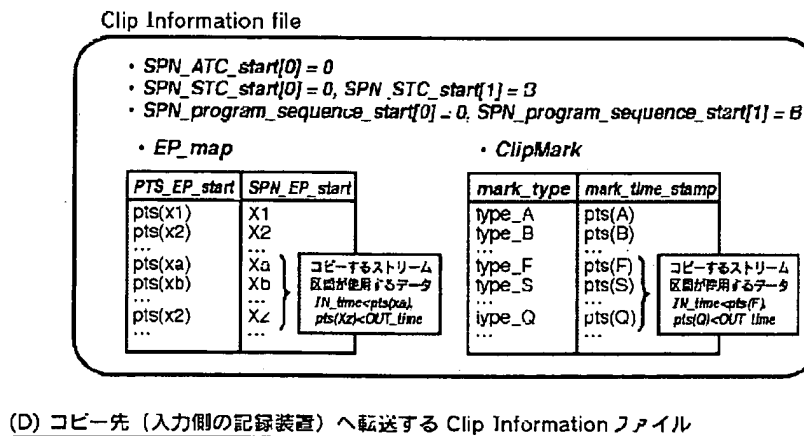 Clip Information file
・SPN_ATC_start[0] = 0
・SPN_STC_start[0] = 0, SPN_STC_start[1] = B
・SPN_program_sequence_start[0] = 0, SPN_program_sequence_start[1] = B
・EP_map
PTS_EP_start SPN_EP_start
pts(x1) X1
pts(x2) X2
... ...
pts(xa) Xa
pts(xb) Xb
... ...
pts(x2) Xz
... ...
コピーするストリーム
区間が使用するデータ
IN_time<pts(xa),
pts(Xz)<OUT_time
・ClipMark
mark_type mark_time_stamp
type_A pts(A)
type_B pts(B)
... ...
type_F pts(F)
type_S pts(S)
... ...
type_Q pts(Q)
... ...
コピーするストリーム
区間が使用するデータ
IN_time<pts(F),
pts(Q)<OUT_time
(D) コピー先（入力側の記録装置）へ転送する Clip Information ファイル